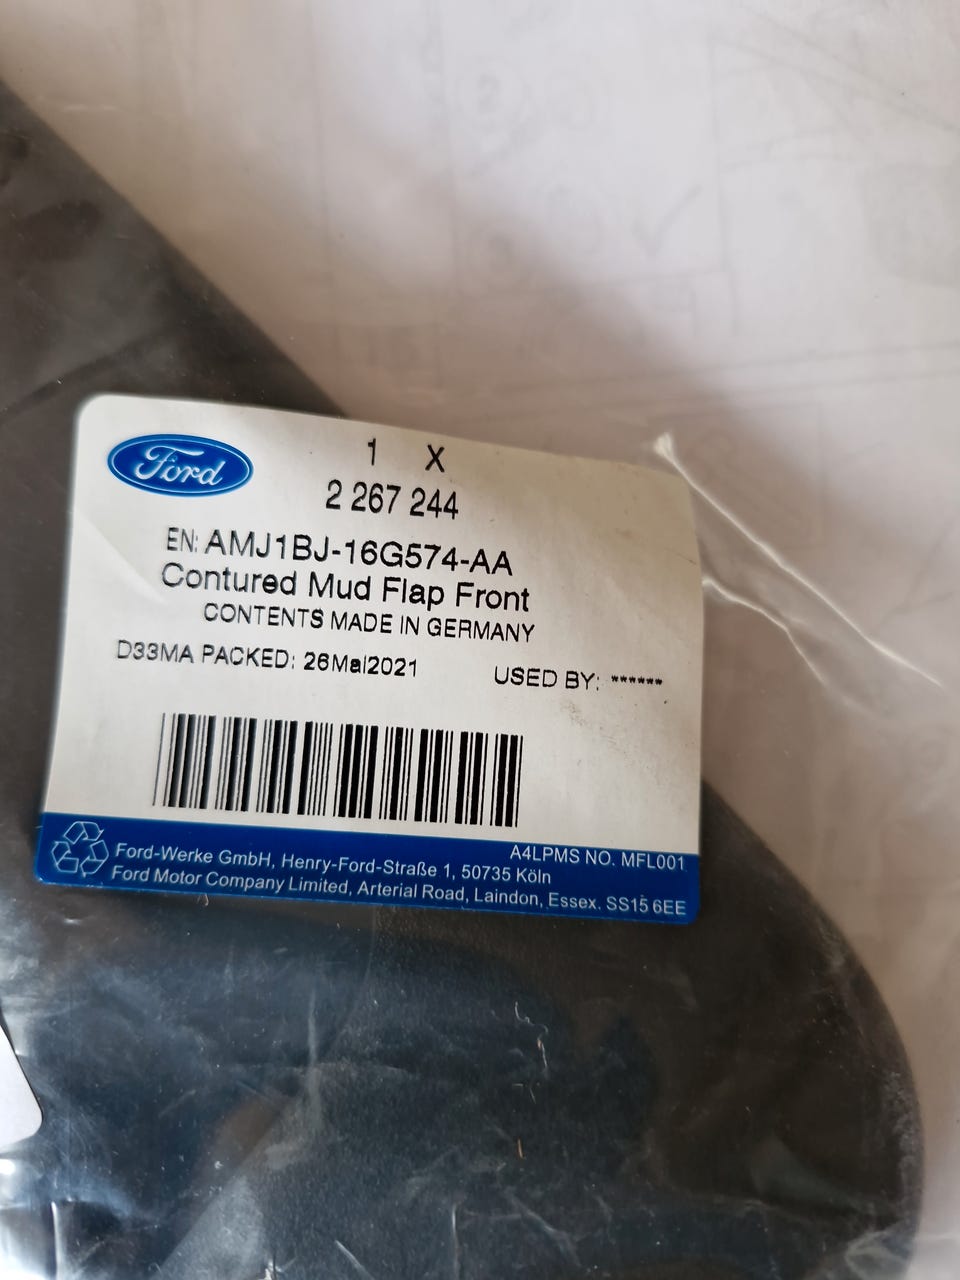 Ford
1 X
2 267 244
EN: AMJ1BJ-16G574-AA
Contured Mud Flap Front
CONTENTS MADE IN GERMANY
D33MA PACKED: 26Mai2021 USED BY: ******
A4LPMS NO. MFL001
Ford-Werke GmbH, Henry-Ford-Straße 1, 50735 Köln
Ford Motor Company Limited, Arterial Road, Laindon, Essex. SS15 6EE